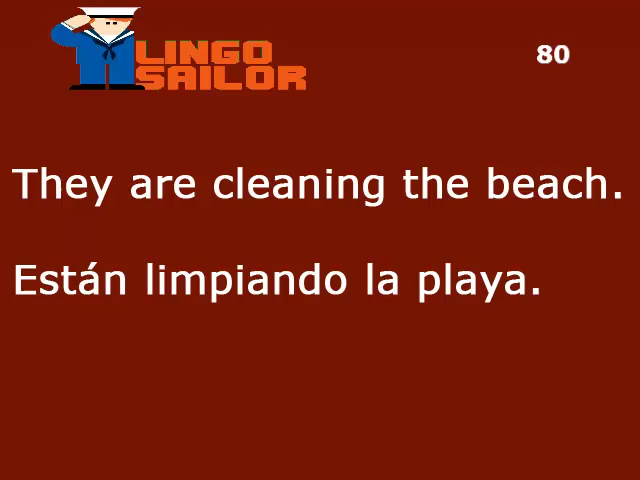 LINGO
SAILOR
80
They are cleaning the beach.
Están limpiando la playa.